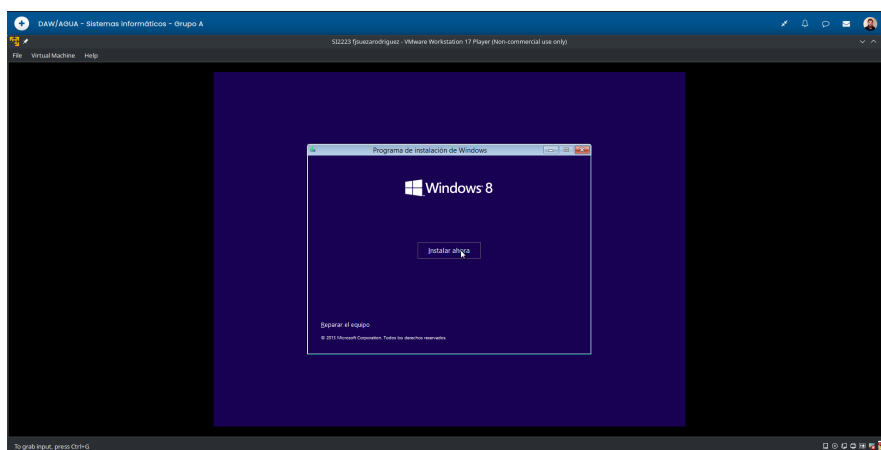 DAW/AGUA - Sistemas informáticos - Grupo A
SI2223 fjsuezarodriguez - VMware Workstation 17 Player (Non-commercial use only)
File Virtual Machine Help
Programa de instalación de Windows
Windows 8
Instalar ahora
Reparar el equipo
© 2013 Microsoft Corporation. Todos los derechos reservados.
To grab input, press Ctrl+G